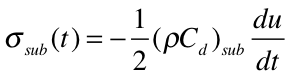 σ_sub(t) = −1/2 (ρC_d)_sub du/dt